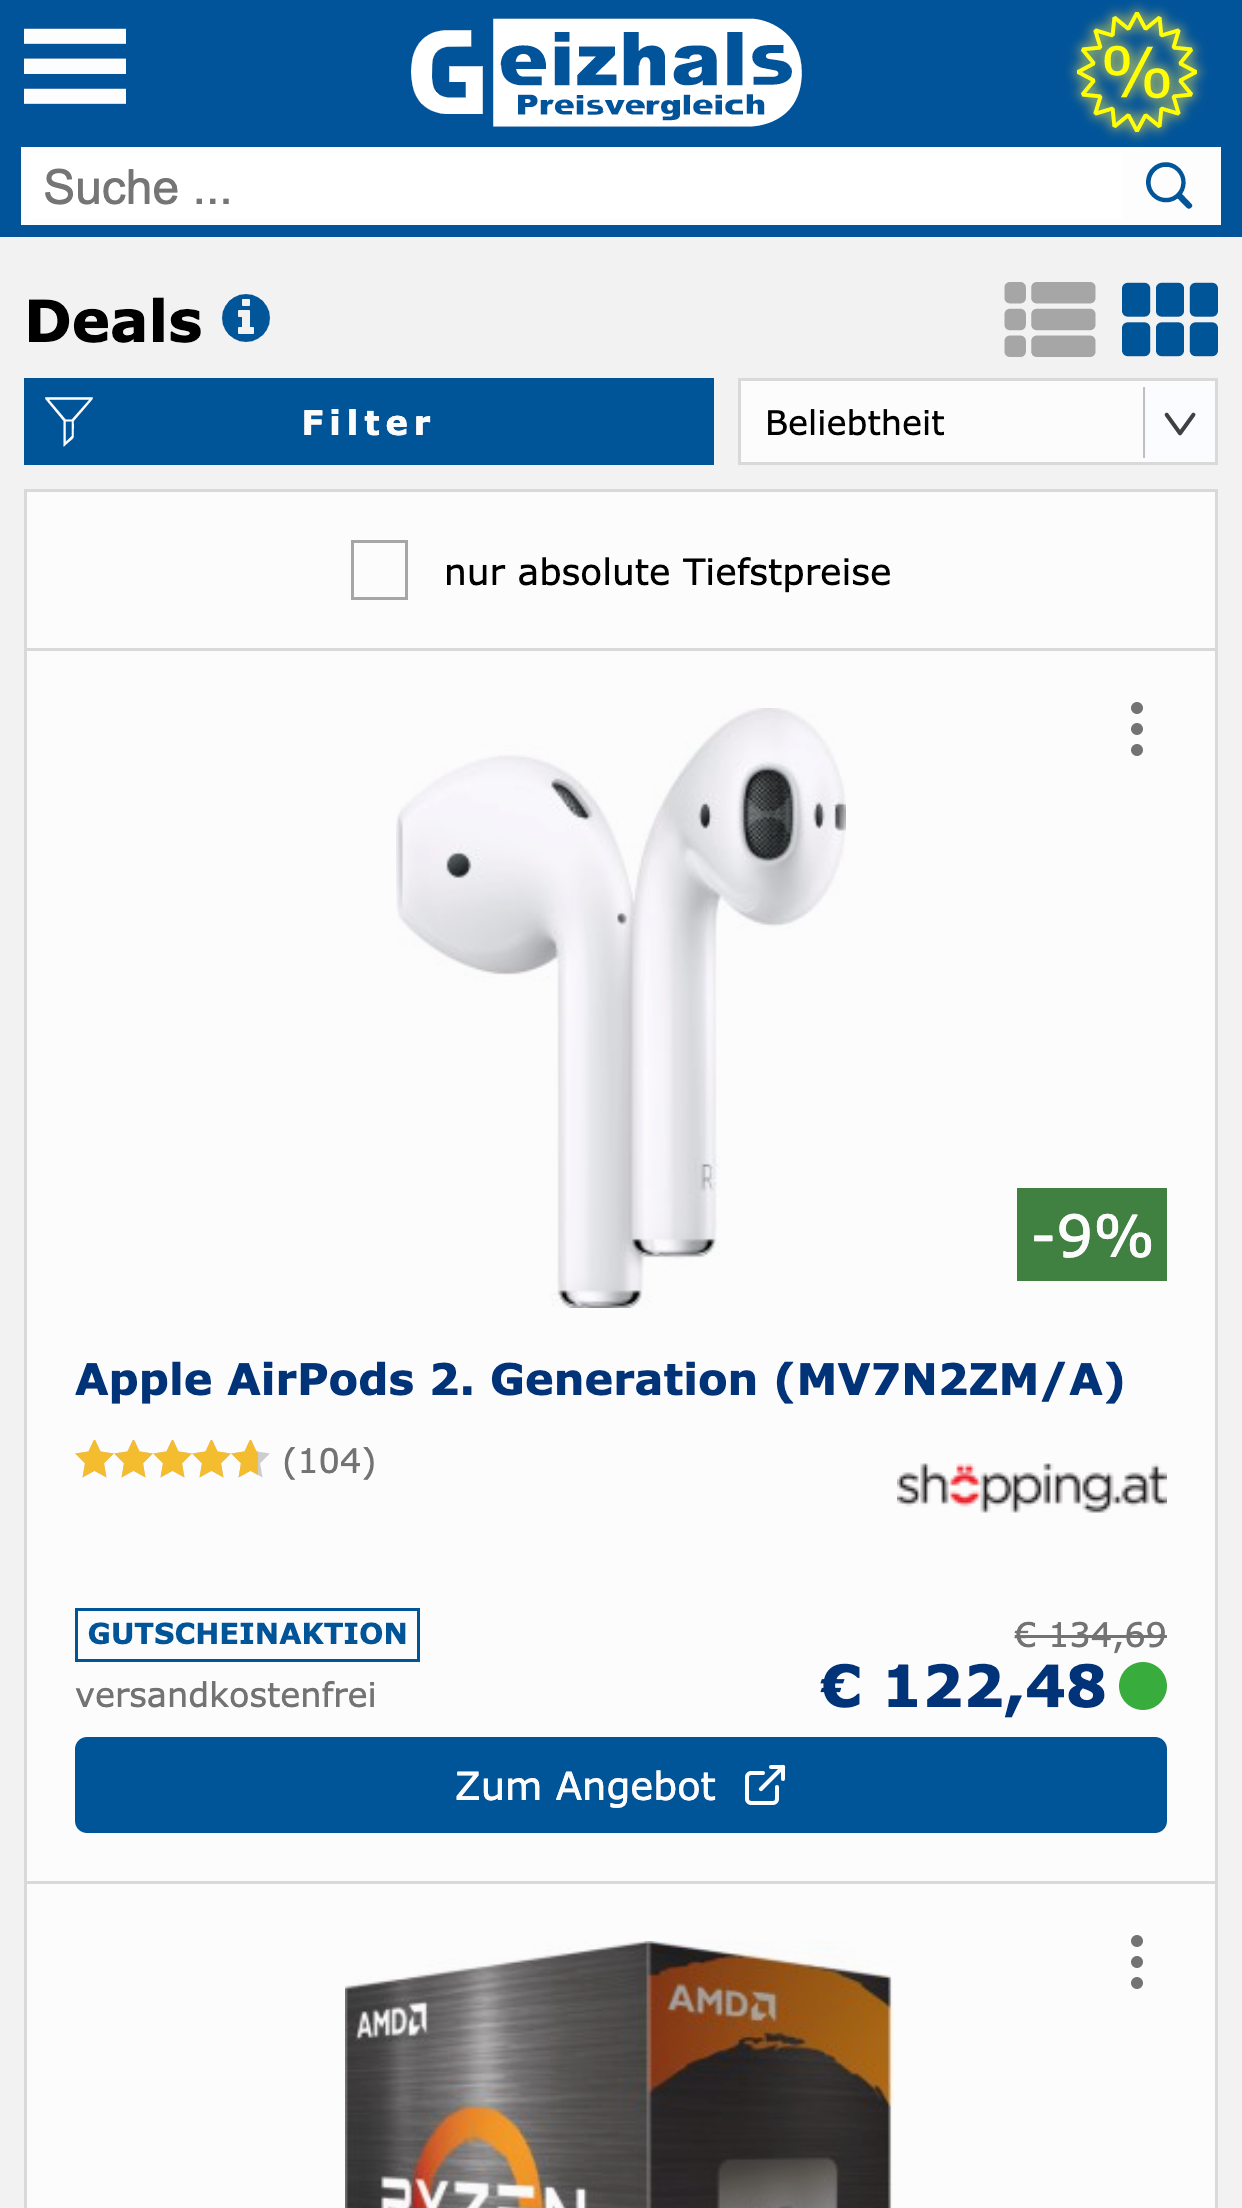 Geizhals
Preisvergleich
%
Suche ...
Deals
Filter
Beliebtheit
nur absolute Tiefstpreise
R
-9%
Apple AirPods 2. Generation (MV7N2ZM/A)
(104)
shöpping.at
GUTSCHEINAKTION
€ 134,69
versandkostenfrei
€ 122,48
Zum Angebot
AMD
AMD
RYZEN